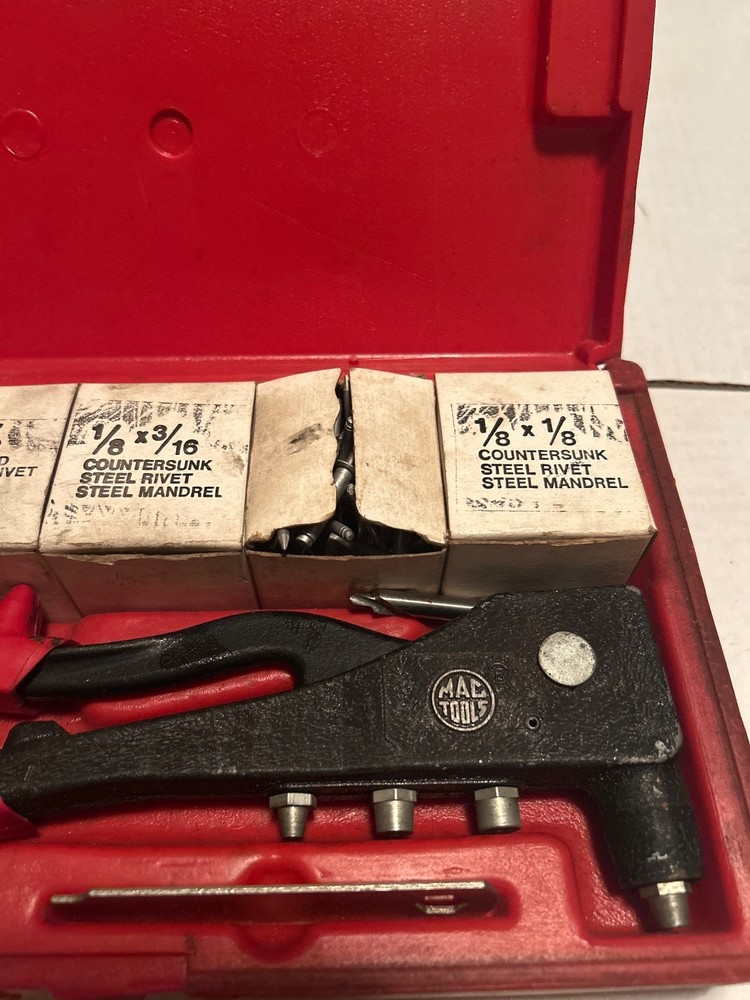 1/8 x 3/16
COUNTERSUNK
STEEL RIVET
STEEL MANDREL
1/8 x 1/8
COUNTERSUNK
STEEL RIVET
STEEL MANDREL
MAC
TOOLS
®